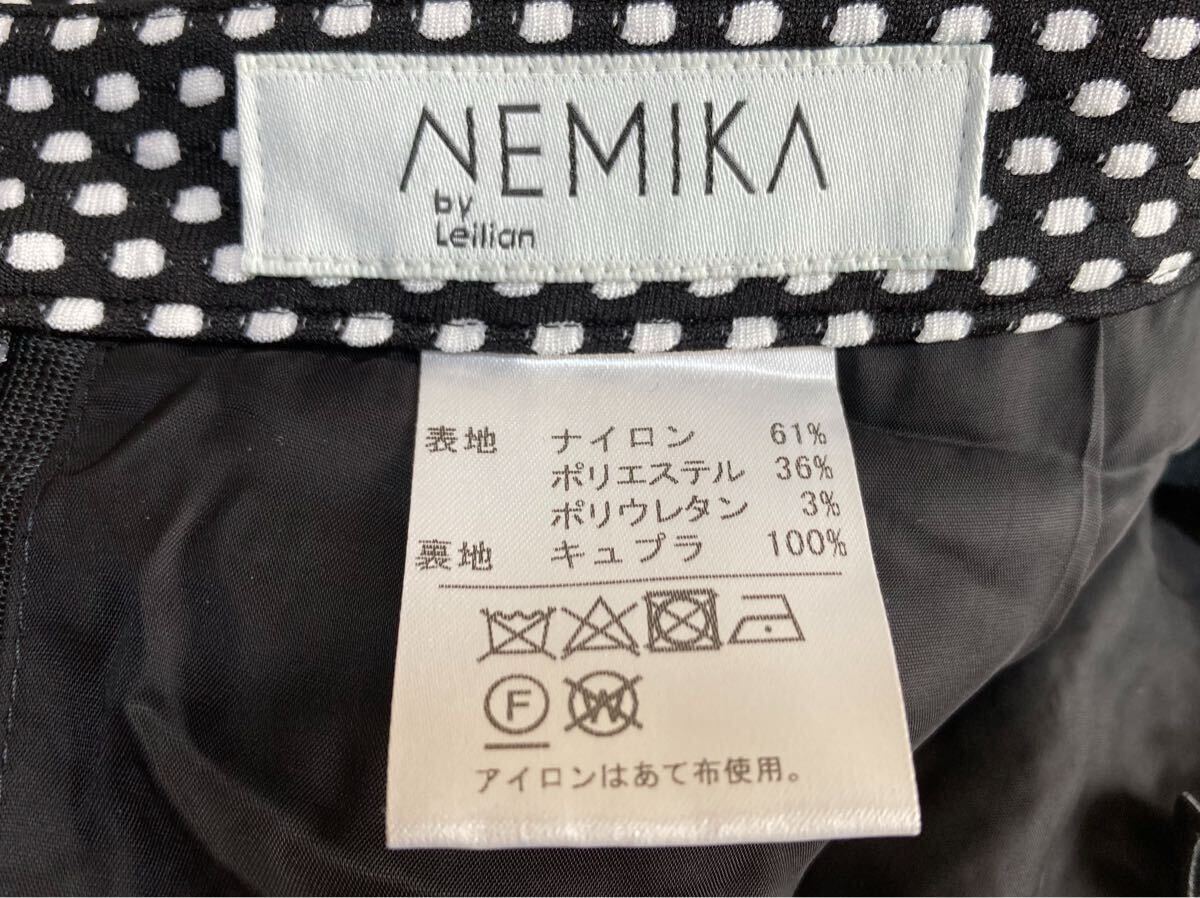 NEMIKA
by
Leilian
表地 ナイロン 61%
ポリエステル 36%
ポリウレタン 3%
裏地 キュプラ 100%
F W
アイロンはあて布使用。